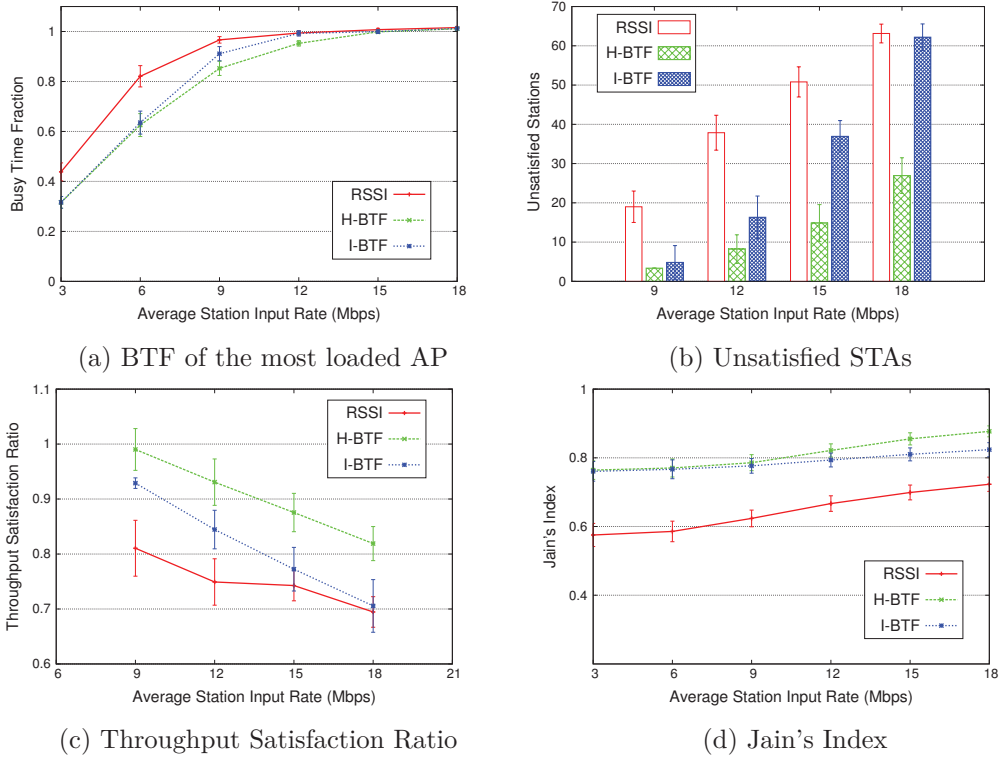 Busy Time Fraction
1
0.8
0.6
0.4
0.2
0
3
6
9
12
15
18
Average Station Input Rate (Mbps)
RSSI
H-BTF
I-BTF
(a) BTF of the most loaded AP
Unsatisfied Stations
70
60
50
40
30
20
10
0
9
12
15
18
Average Station Input Rate (Mbps)
RSSI
H-BTF
I-BTF
(b) Unsatisfied STAs
Throughput Satisfaction Ratio
1.1
1
0.9
0.8
0.7
0.6
6
9
12
15
18
21
Average Station Input Rate (Mbps)
RSSI
H-BTF
I-BTF
(c) Throughput Satisfaction Ratio
Jain's Index
1
0.8
0.6
0.4
3
6
9
12
15
18
Average Station Input Rate (Mbps)
RSSI
H-BTF
I-BTF
(d) Jain's Index